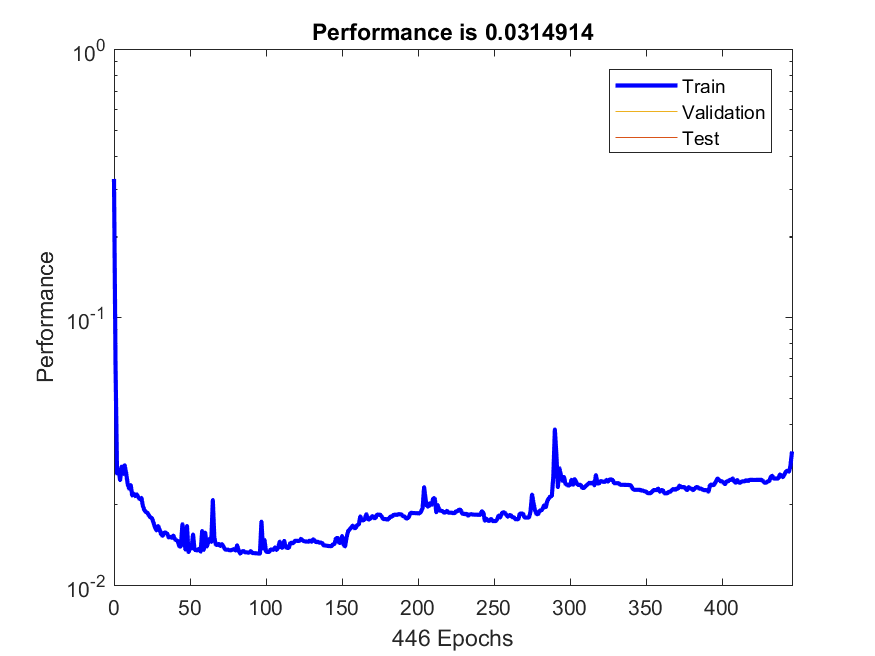 Performance is 0.0314914
10^0
Train
Validation
Test
Performance
10^-1
10^-2
0 50 100 150 200 250 300 350 400
446 Epochs